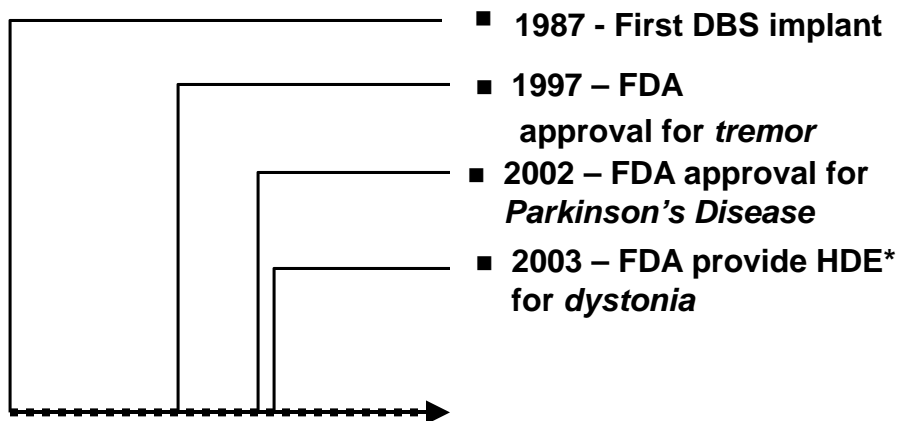 ▪ 1987 - First DBS implant
▪ 1997 – FDA
approval for tremor
▪ 2002 – FDA approval for
Parkinson's Disease
▪ 2003 – FDA provide HDE*
for dystonia